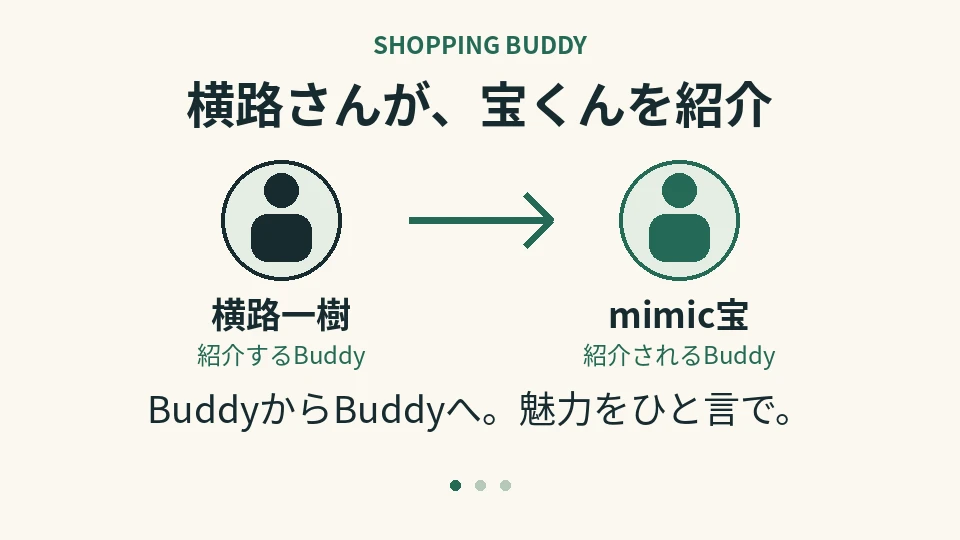 SHOPPING BUDDY
横路さんが、宝くんを紹介
横路一樹
紹介するBuddy
mimic宝
紹介されるBuddy
BuddyからBuddyへ。魅力をひと言で。